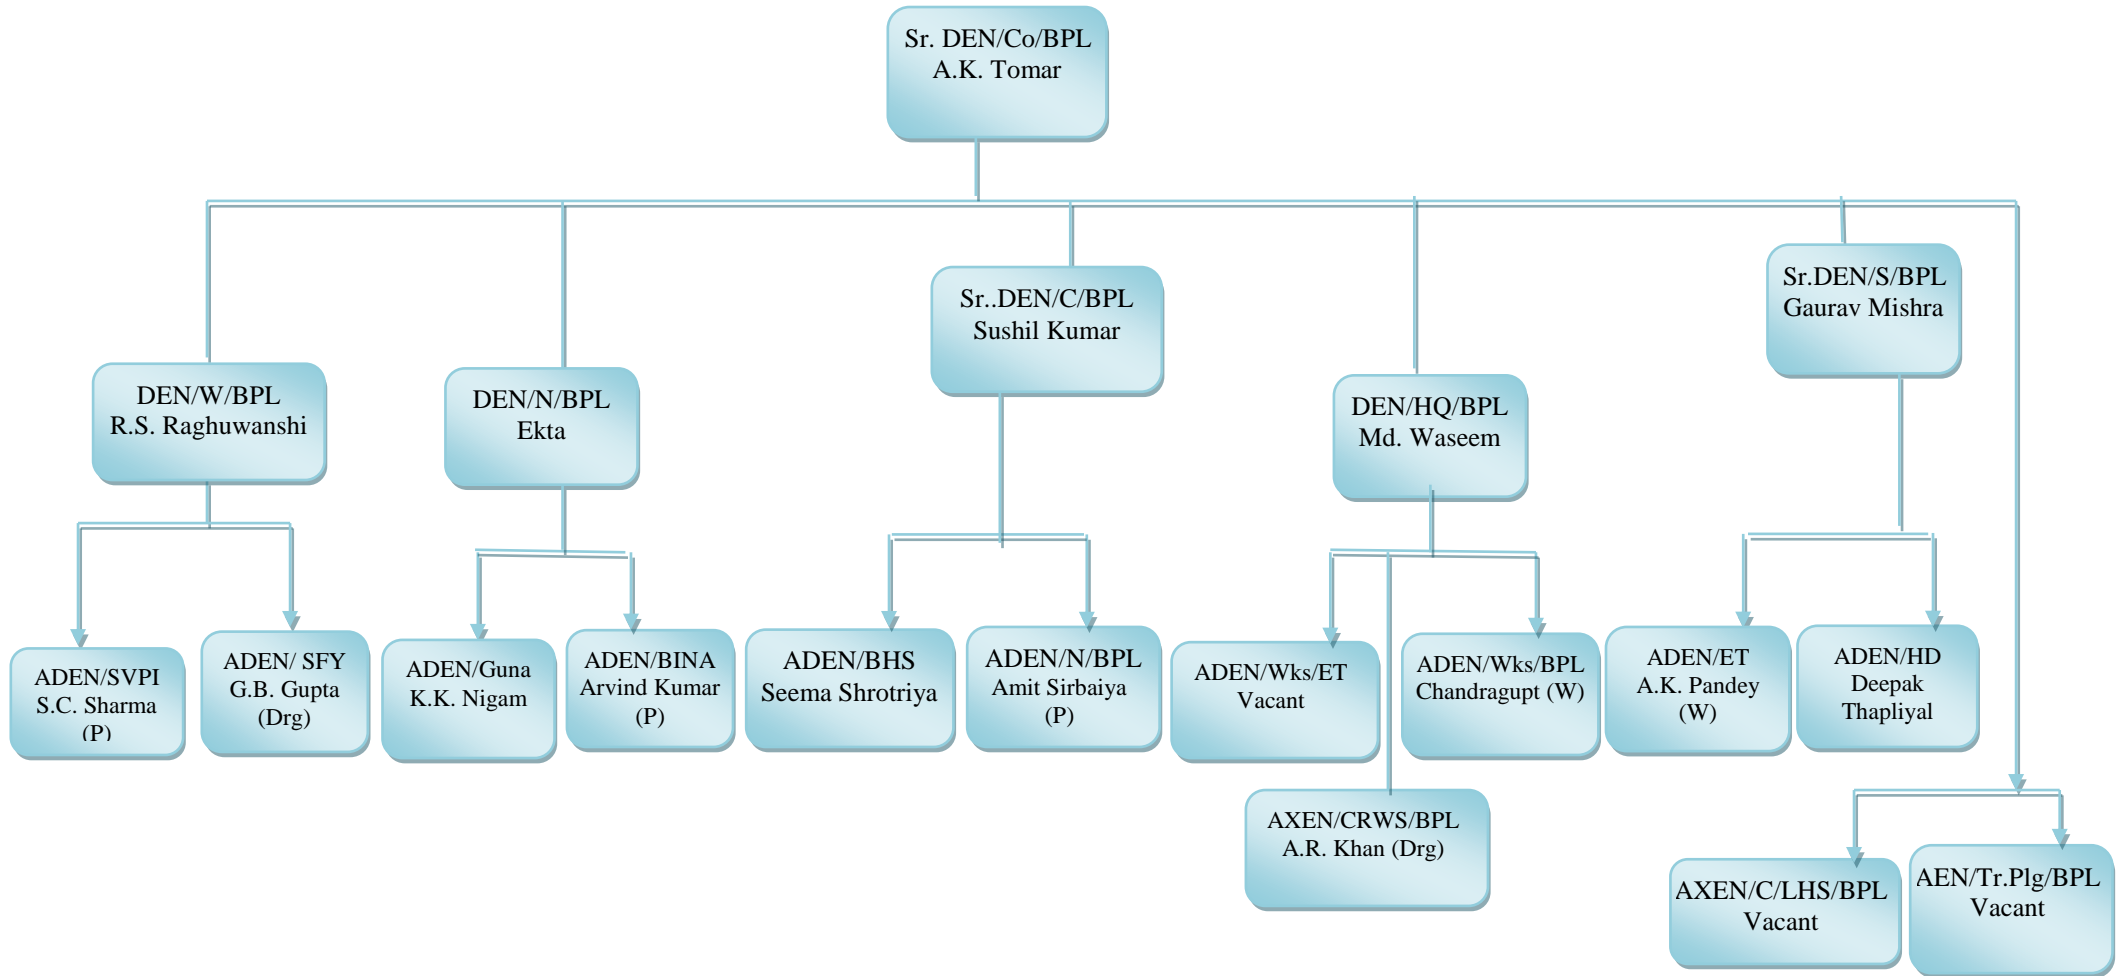 Sr. DEN/Co/BPL
A.K. Tomar
DEN/W/BPL
R.S. Raghuwanshi
DEN/N/BPL
Ekta
Sr..DEN/C/BPL
Sushil Kumar
DEN/HQ/BPL
Md. Waseem
Sr.DEN/S/BPL
Gaurav Mishra
ADEN/SVPI
S.C. Sharma
(P)
ADEN/ SFY
G.B. Gupta
(Drg)
ADEN/Guna
K.K. Nigam
ADEN/BINA
Arvind Kumar
(P)
ADEN/BHS
Seema Shrotriya
ADEN/N/BPL
Amit Sirbaiya
(P)
ADEN/Wks/ET
Vacant
ADEN/Wks/BPL
Chandragupt (W)
ADEN/ET
A.K. Pandey
(W)
ADEN/HD
Deepak
Thapliyal
AXEN/CRWS/BPL
A.R. Khan (Drg)
AXEN/C/LHS/BPL
Vacant
AEN/Tr.Plg/BPL
Vacant